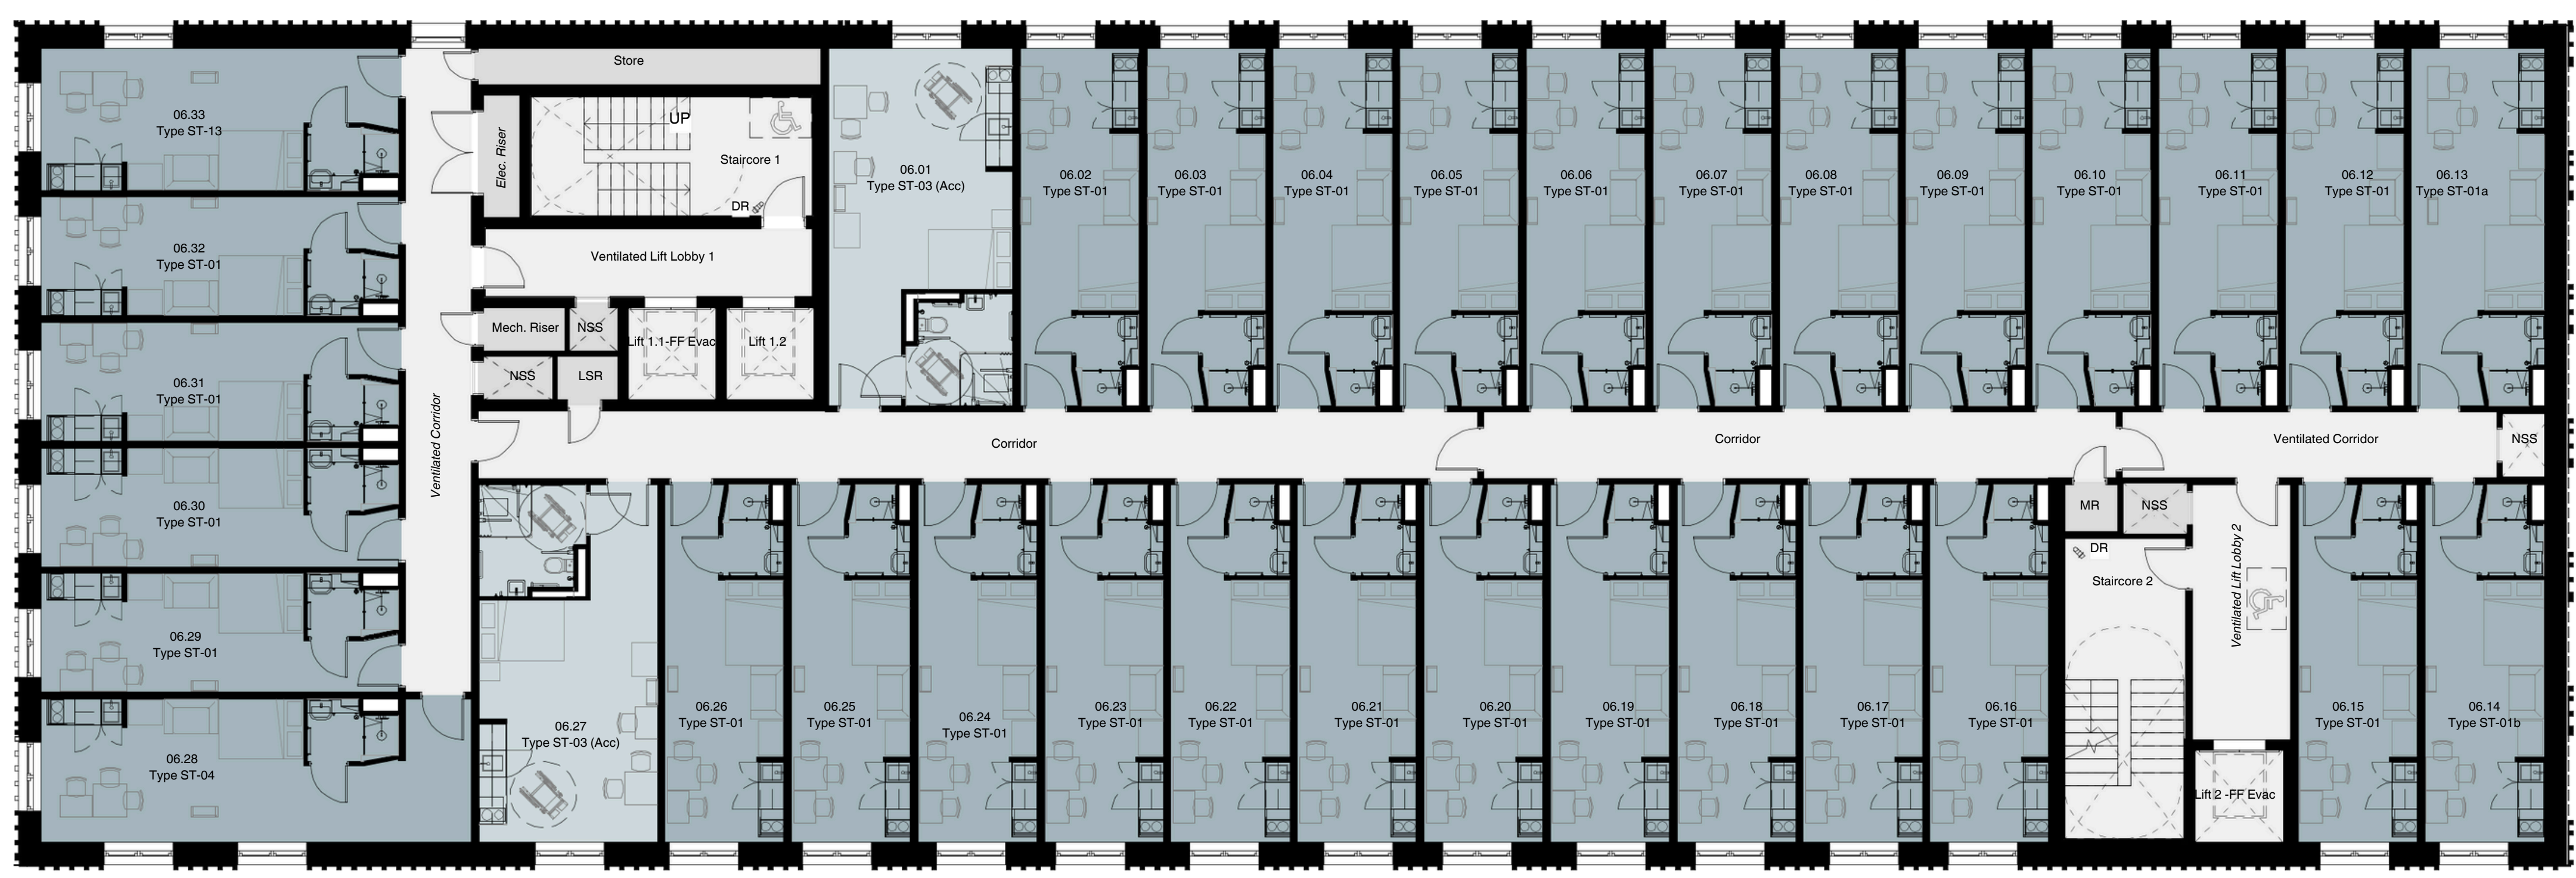 Store
06.33
Type ST-13
Elec. Riser
UP
Staircore 1
DR
06.01
Type ST-03 (Acc)
06.02
Type ST-01
06.03
Type ST-01
06.04
Type ST-01
06.05
Type ST-01
06.06
Type ST-01
06.07
Type ST-01
06.08
Type ST-01
06.09
Type ST-01
06.10
Type ST-01
06.11
Type ST-01
06.12
Type ST-01
06.13
Type ST-01a
06.32
Type ST-01
Ventilated Lift Lobby 1
Mech. Riser
NSS
Lift 1.1-FF Evac
Lift 1.2
NSS
LSR
06.31
Type ST-01
Ventilated Corridor
Corridor
Corridor
Ventilated Corridor
NSS
06.30
Type ST-01
MR
NSS
DR
Staircore 2
Ventilated Lift Lobby 2
06.29
Type ST-01
06.28
Type ST-04
06.27
Type ST-03 (Acc)
06.26
Type ST-01
06.25
Type ST-01
06.24
Type ST-01
06.23
Type ST-01
06.22
Type ST-01
06.21
Type ST-01
06.20
Type ST-01
06.19
Type ST-01
06.18
Type ST-01
06.17
Type ST-01
06.16
Type ST-01
Lift 2 -FF Evac
06.15
Type ST-01
06.14
Type ST-01b